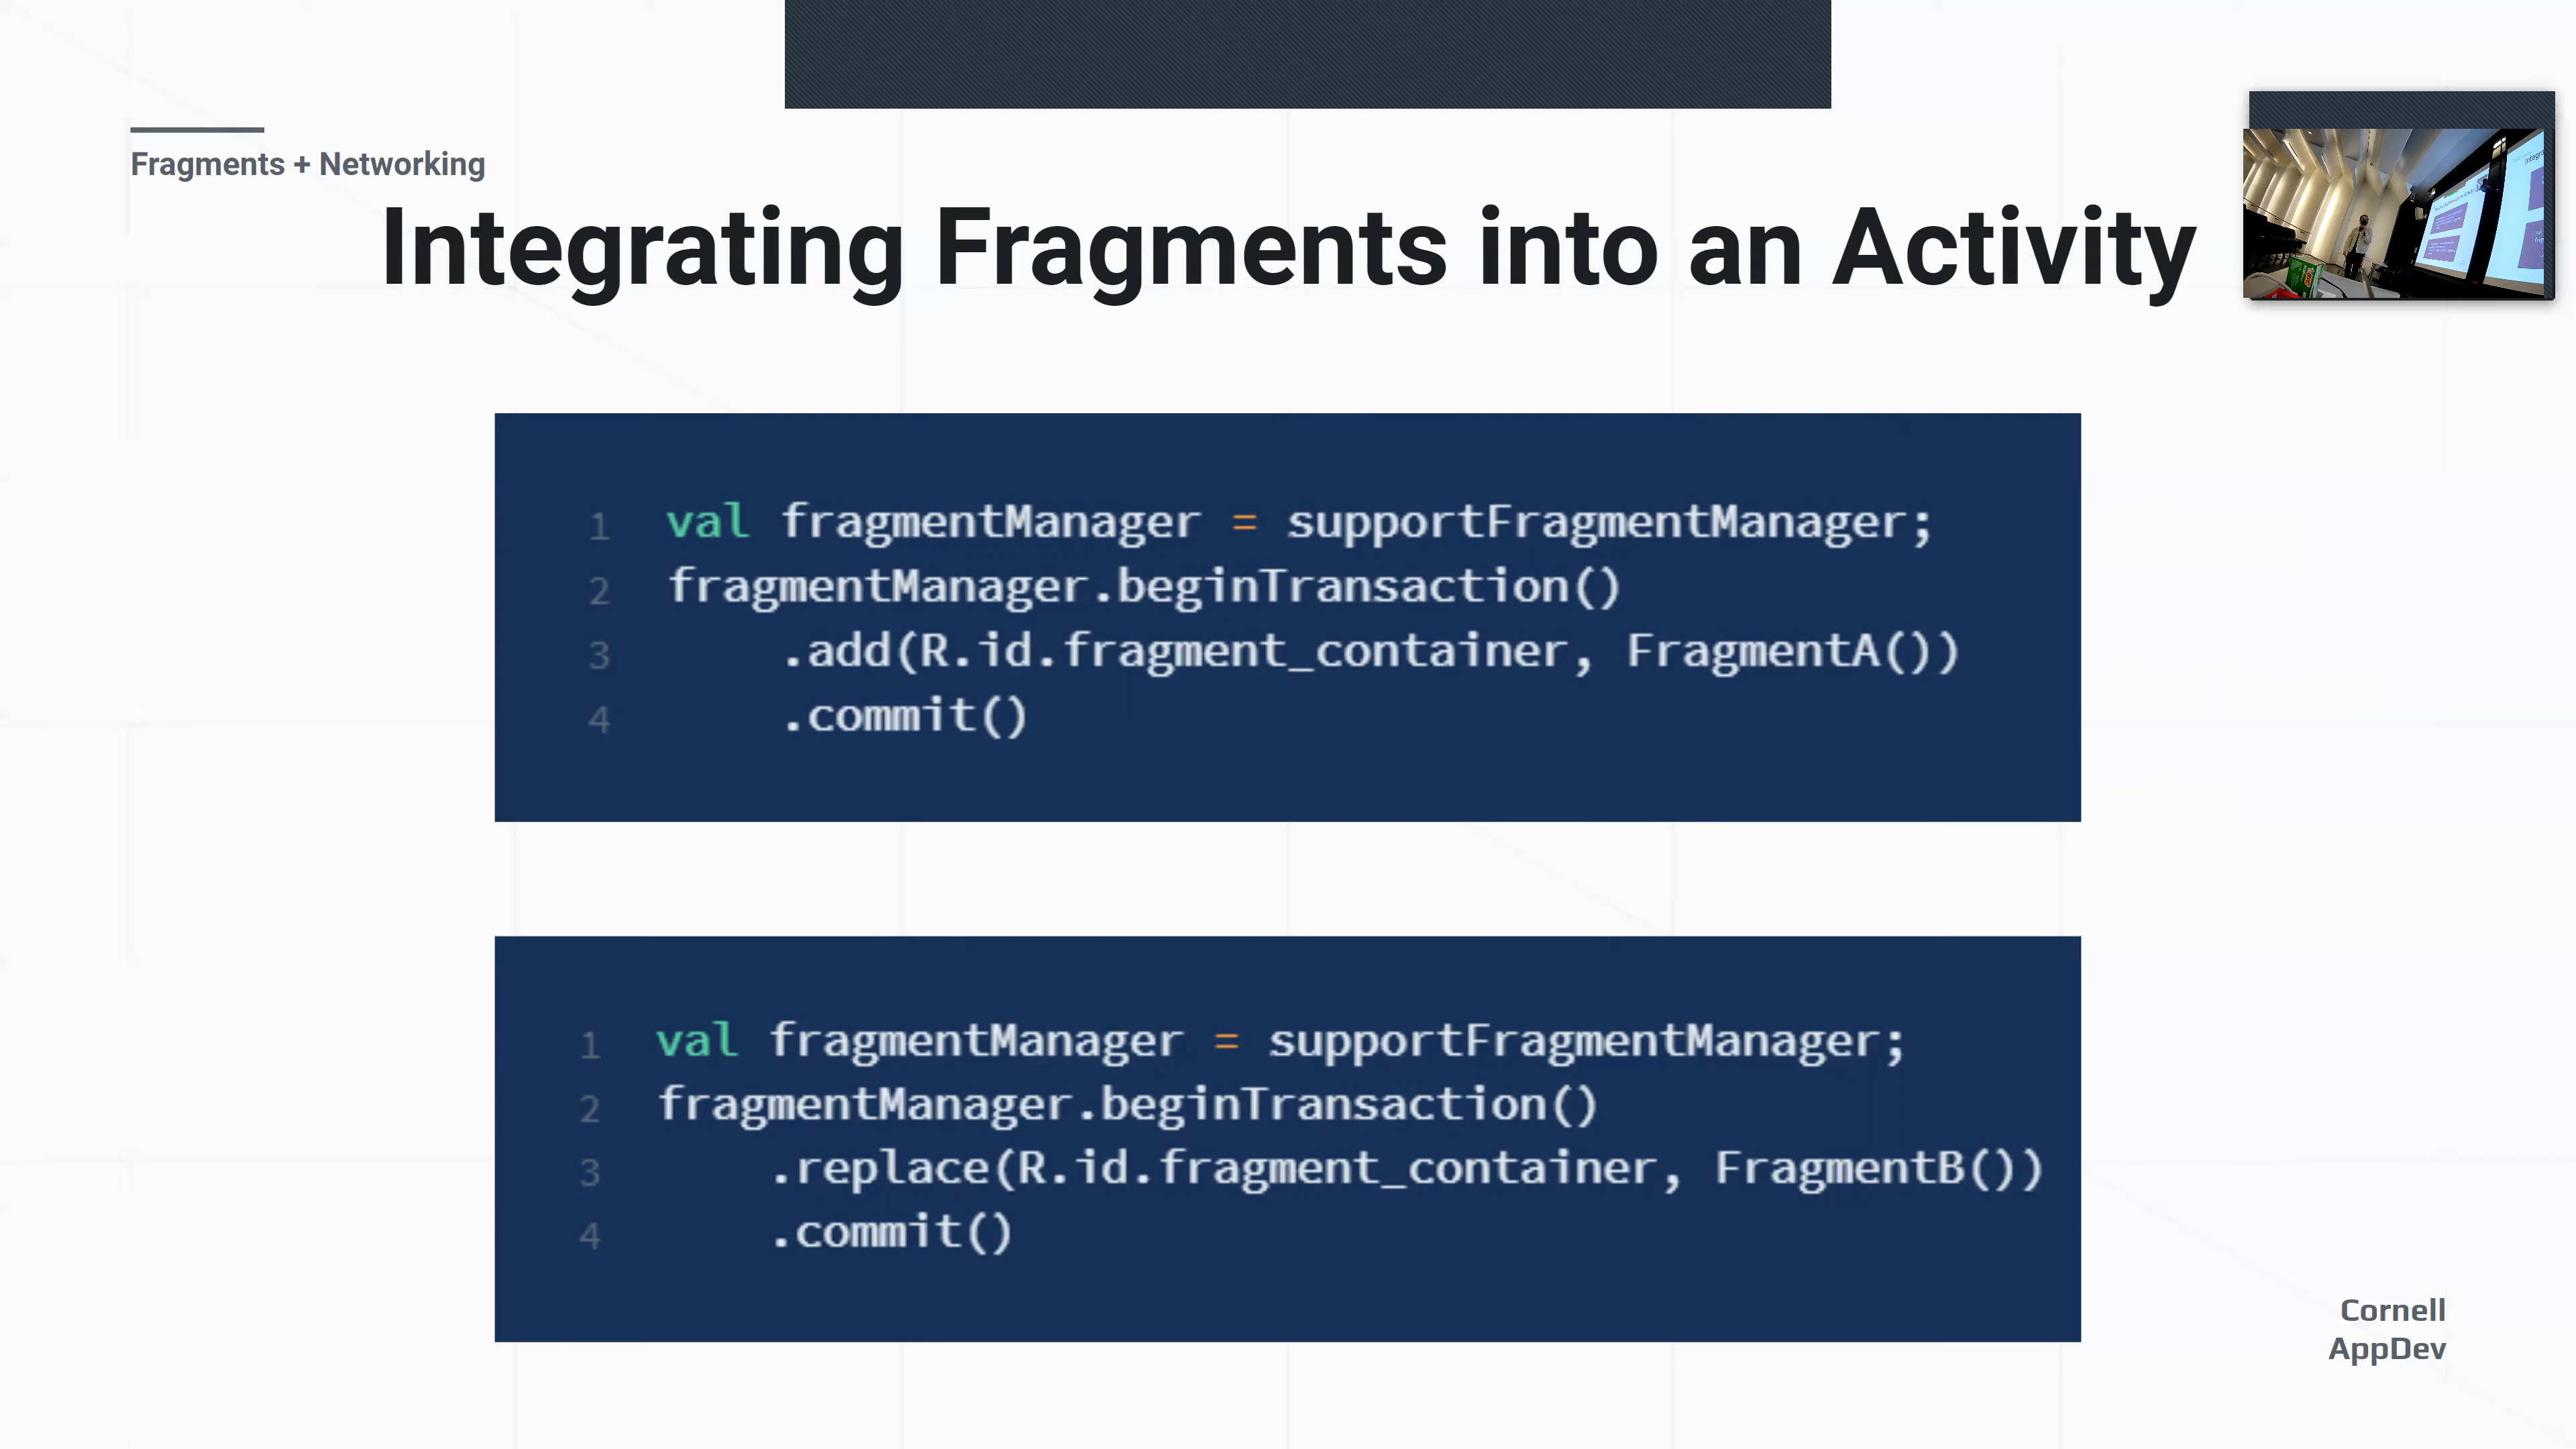 Fragments + Networking
Integrating Fragments into an Activity
1 val fragmentManager = supportFragmentManager;
2 fragmentManager.beginTransaction()
3 .add(R.id.fragment_container, FragmentA())
4 .commit()
1 val fragmentManager = supportFragmentManager;
2 fragmentManager.beginTransaction()
3 .replace(R.id.fragment_container, FragmentB())
4 .commit()
Cornell
AppDev